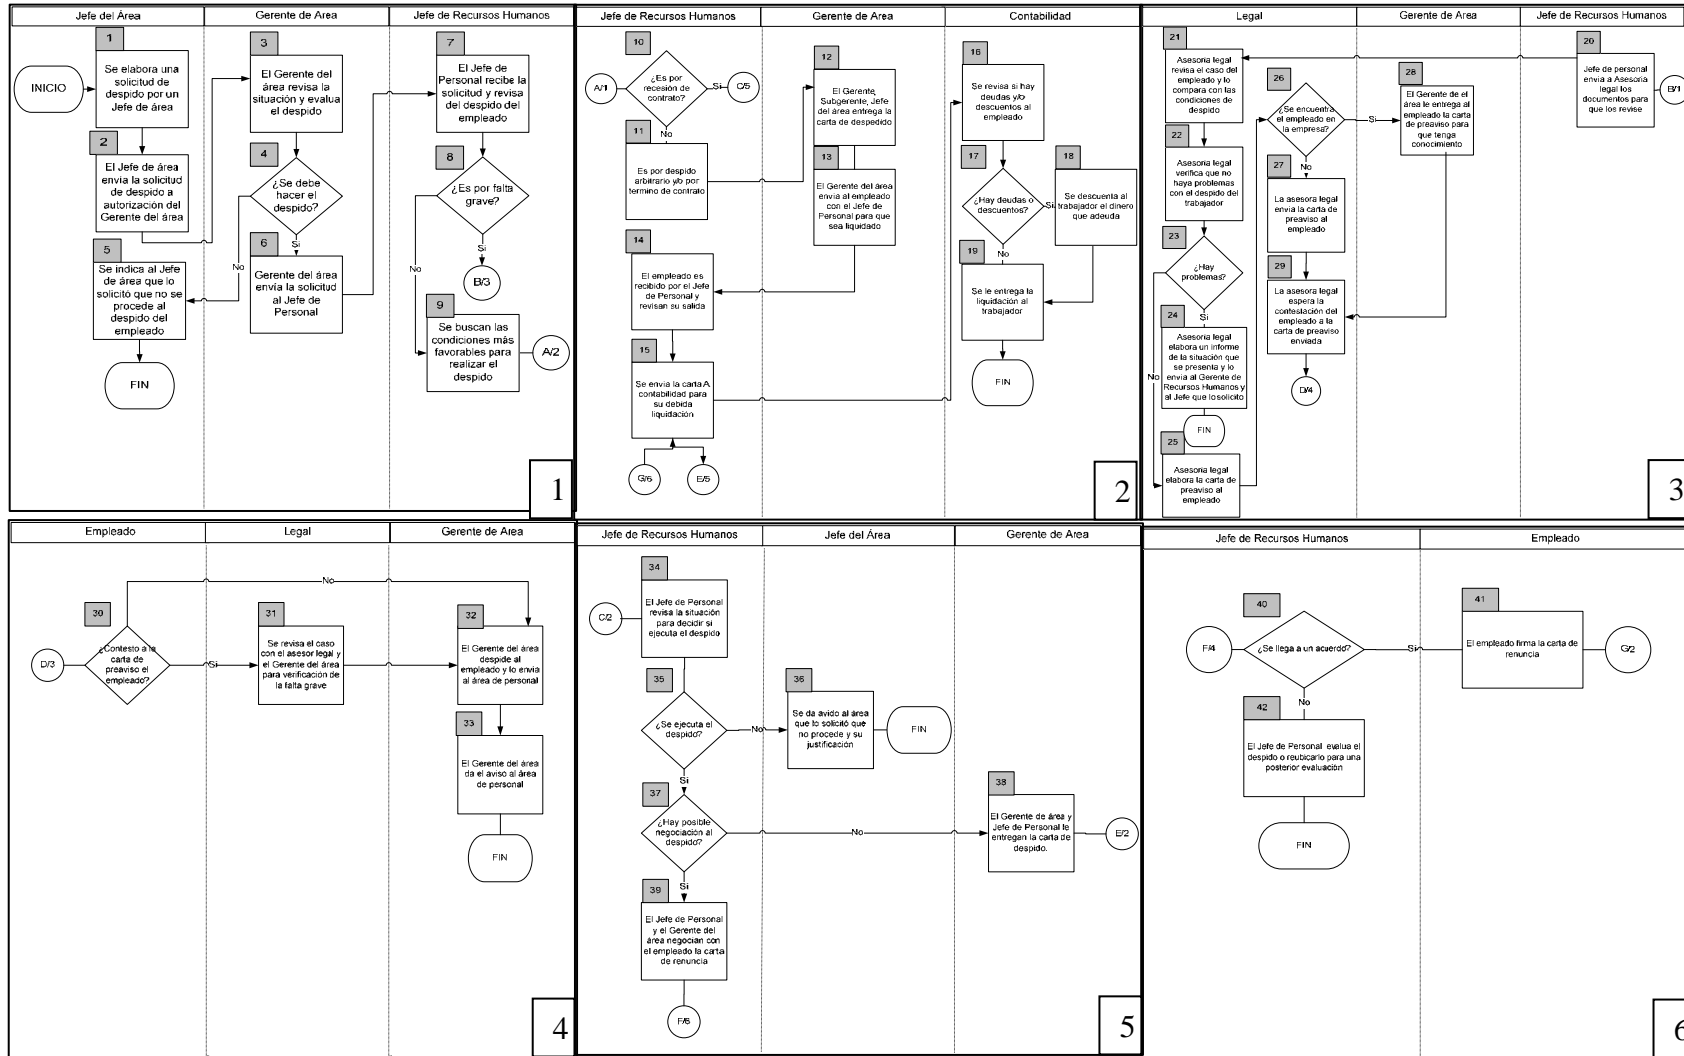 Jefe del Área
Gerente de Area
Jefe de Recursos Humanos
INICIO
1
Se elabora una
solicitud de
despido por un
Jefe de área
2
El Jefe de área
envia la solicitud
de despido a
autorización del
Gerente del área
5
Se indica al Jefe
de área que lo
solicitó que no se
procede al
despido del
empleado
FIN
3
El Gerente del
área revisa la
situación y evalua
el despido
4
¿Se debe
hacer el
despido?
No
Si
6
Gerente del área
envía la solicitud
al Jefe de
Personal
7
El Jefe de
Personal recibe la
solicitud y revisa
del despido del
empleado
8
¿Es por falta
grave?
No
Si
B/3
9
Se buscan las
condiciones más
favorables para
realizar el
despido
A/2
1
Jefe de Recursos Humanos
Gerente de Area
Contabilidad
10
A/1
¿Es por
recesión de
contrato?
Si
C/5
No
11
Es por despido
arbitrario y/o por
termino de contrato
12
El Gerente,
Subgerente, Jefe
del área entrega la
carta de despedido
13
El Gerente del área
envia al empleado
con el Jefe de
Personal para que
sea liquidado
14
El empleado es
recibido por el Jefe
de Personal y
revisan su salida
15
Se envia la carta A
contabilidad para
su debida
liquidación
G/6
E/5
16
Se revisa si hay
deudas y/o
descuentos al
empleado
17
¿Hay deudas o
descuentos?
Si
No
18
Se descuenta al
trabajador el dinero
que adeuda
19
Se le entrega la
liquidación al
trabajador
FIN
2
Legal
Gerente de Area
Jefe de Recursos Humanos
21
Asesoria legal
revisa el caso del
empleado y lo
compara con las
condiciones de
despido
22
Asesoria legal
verifica que no
haya problemas
con el despido del
trabajador
23
¿Hay
problemas?
Si
No
24
Asesoria legal
elabora un informe
de la situación que
se presenta y lo
envia al Gerente de
Recursos Humanos y
al Jefe que lo solicito
FIN
25
Asesoria legal
elabora la carta de
preaviso al
empleado
26
¿Se encuentra
el empleado en
la empresa?
Si
No
27
La asesoria legal
envia la carta de
preaviso al
empleado
29
La asesoria legal
espera la
contestación del
empleado a la
carta de preaviso
enviada
D/4
28
El Gerente de el
área le entrega al
empleado la carta
de preaviso para
que tenga
conocimiento
20
Jefe de personal
envia a Asesoria
legal los
documentos para
que los revise
B/1
3
Empleado
Legal
Gerente de Area
No
30
D/3
¿Contesto a la
carta de
preaviso el
empleado?
Si
31
Se revisa el caso
con el asesor legal y
el Gerente del área
para verificación de
la falta grave
32
El Gerente del área
despide al
empleado y lo envia
al área de personal
33
El Gerente del área
da el aviso al área
de personal
FIN
4
Jefe de Recursos Humanos
Jefe del Área
Gerente de Area
34
C/2
El Jefe de Personal
revisa la situación
para decidir si
ejecuta el despido
35
¿Se ejecuta el
despido?
No
Si
36
Se da avido al área
que lo solicitó que
no procede y su
justificación
FIN
37
¿Hay posible
negociación al
despido?
No
Si
38
El Gerente de área y
Jefe de Personal le
entregan la carta de
despido.
E/2
39
El Jefe de Personal
y el Gerente del
área negocian con
el empleado la carta
de renuncia
F/6
5
Jefe de Recursos Humanos
Empleado
40
F/4
¿Se llega a un acuerdo?
Si
No
41
El empleado firma la carta de
renuncia
G/2
42
El Jefe de Personal evalua el
despido o reubicarlo para una
posterior evaluación
FIN
6